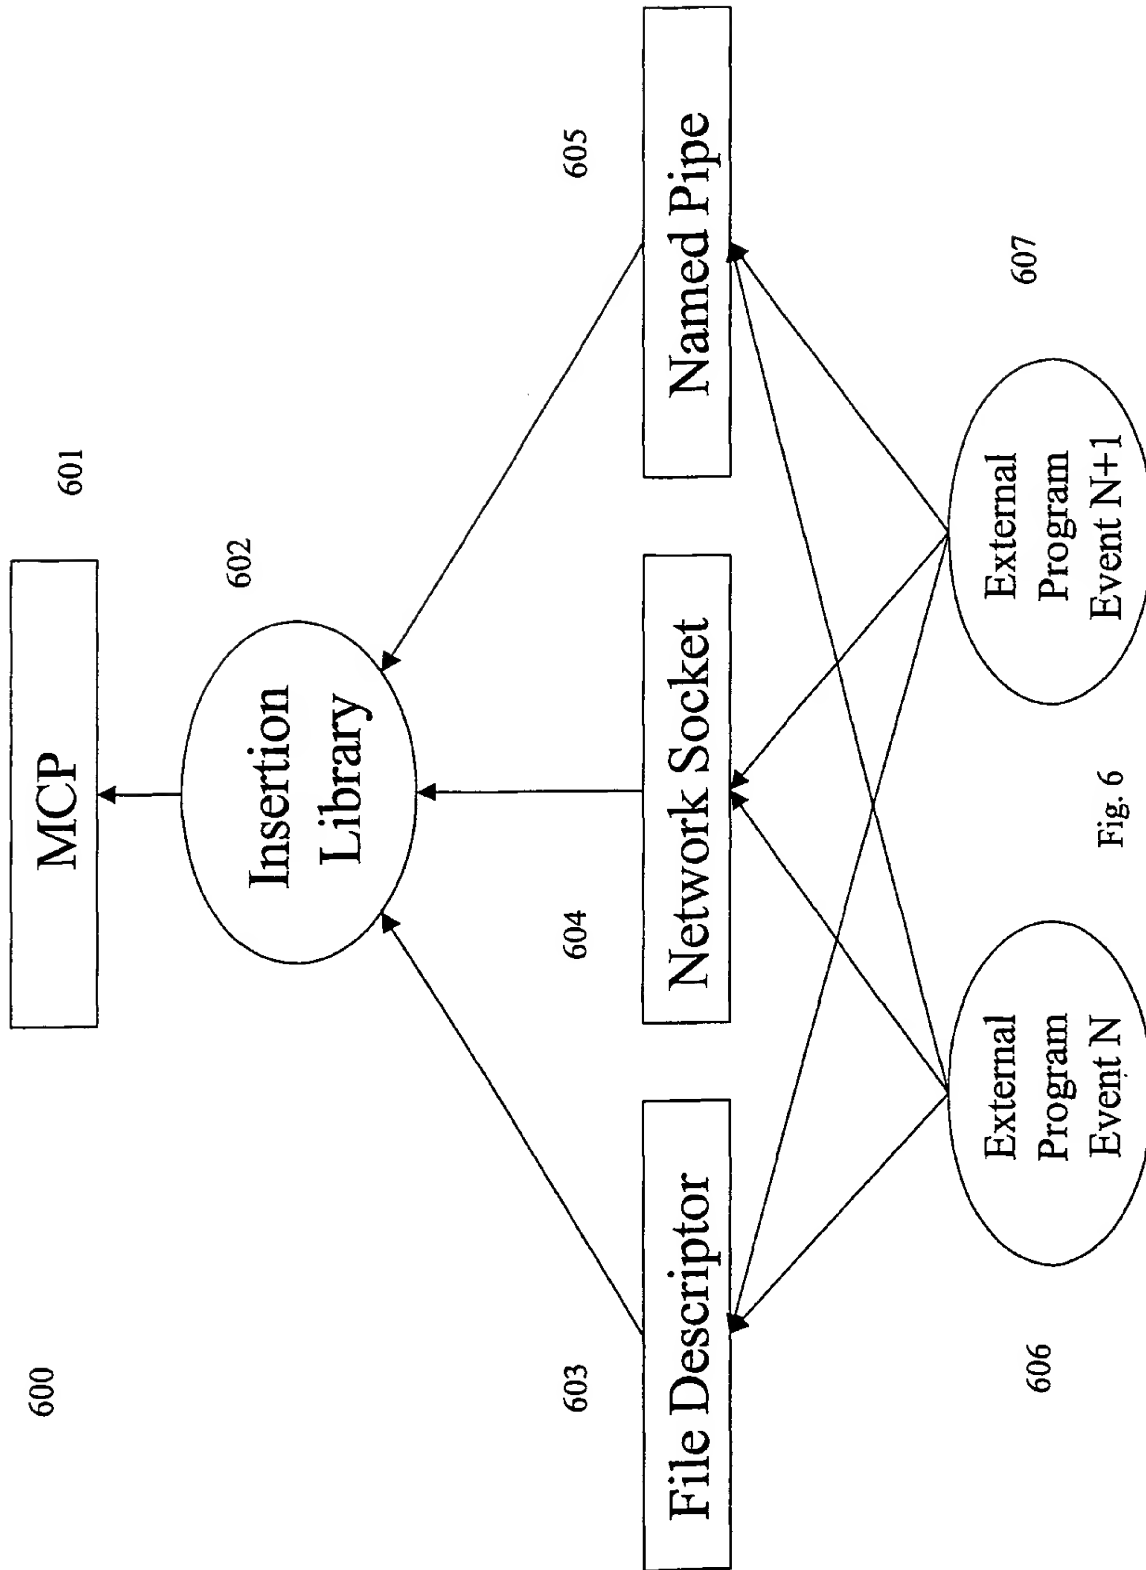 600
MCP
601
Insertion
Library
602
603
604
605
File Descriptor
Network Socket
Named Pipe
606
External
Program
Event N
External
Program
Event N+1
607
Fig. 6